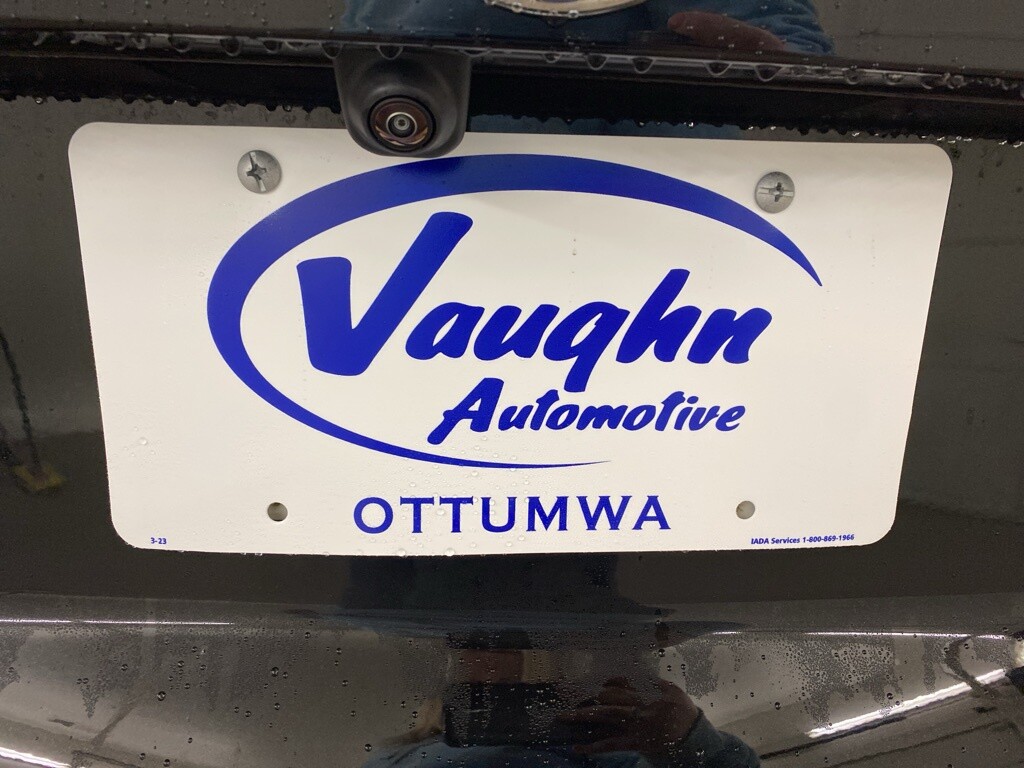 Vaughn
Automotive
OTTUMWA
3-23
IADA Services 1-800-869-1966